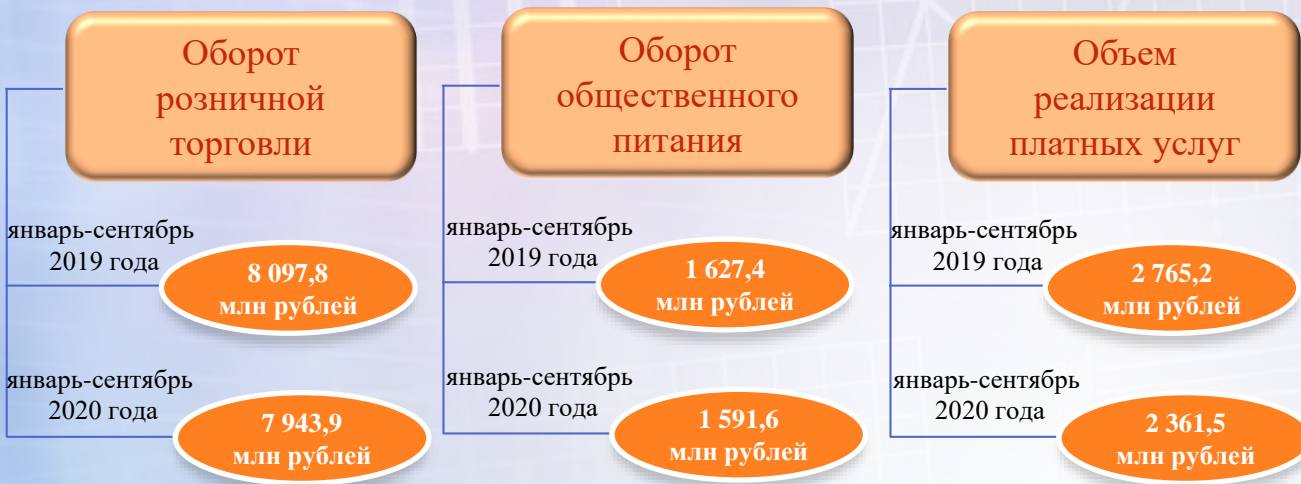 Оборот
розничной
торговли
январь-сентябрь
2019 года
8 097,8
млн рублей
январь-сентябрь
2020 года
7 943,9
млн рублей
Оборот
общественного
питания
январь-сентябрь
2019 года
1 627,4
млн рублей
январь-сентябрь
2020 года
1 591,6
млн рублей
Объем
реализации
платных услуг
январь-сентябрь
2019 года
2 765,2
млн рублей
январь-сентябрь
2020 года
2 361,5
млн рублей